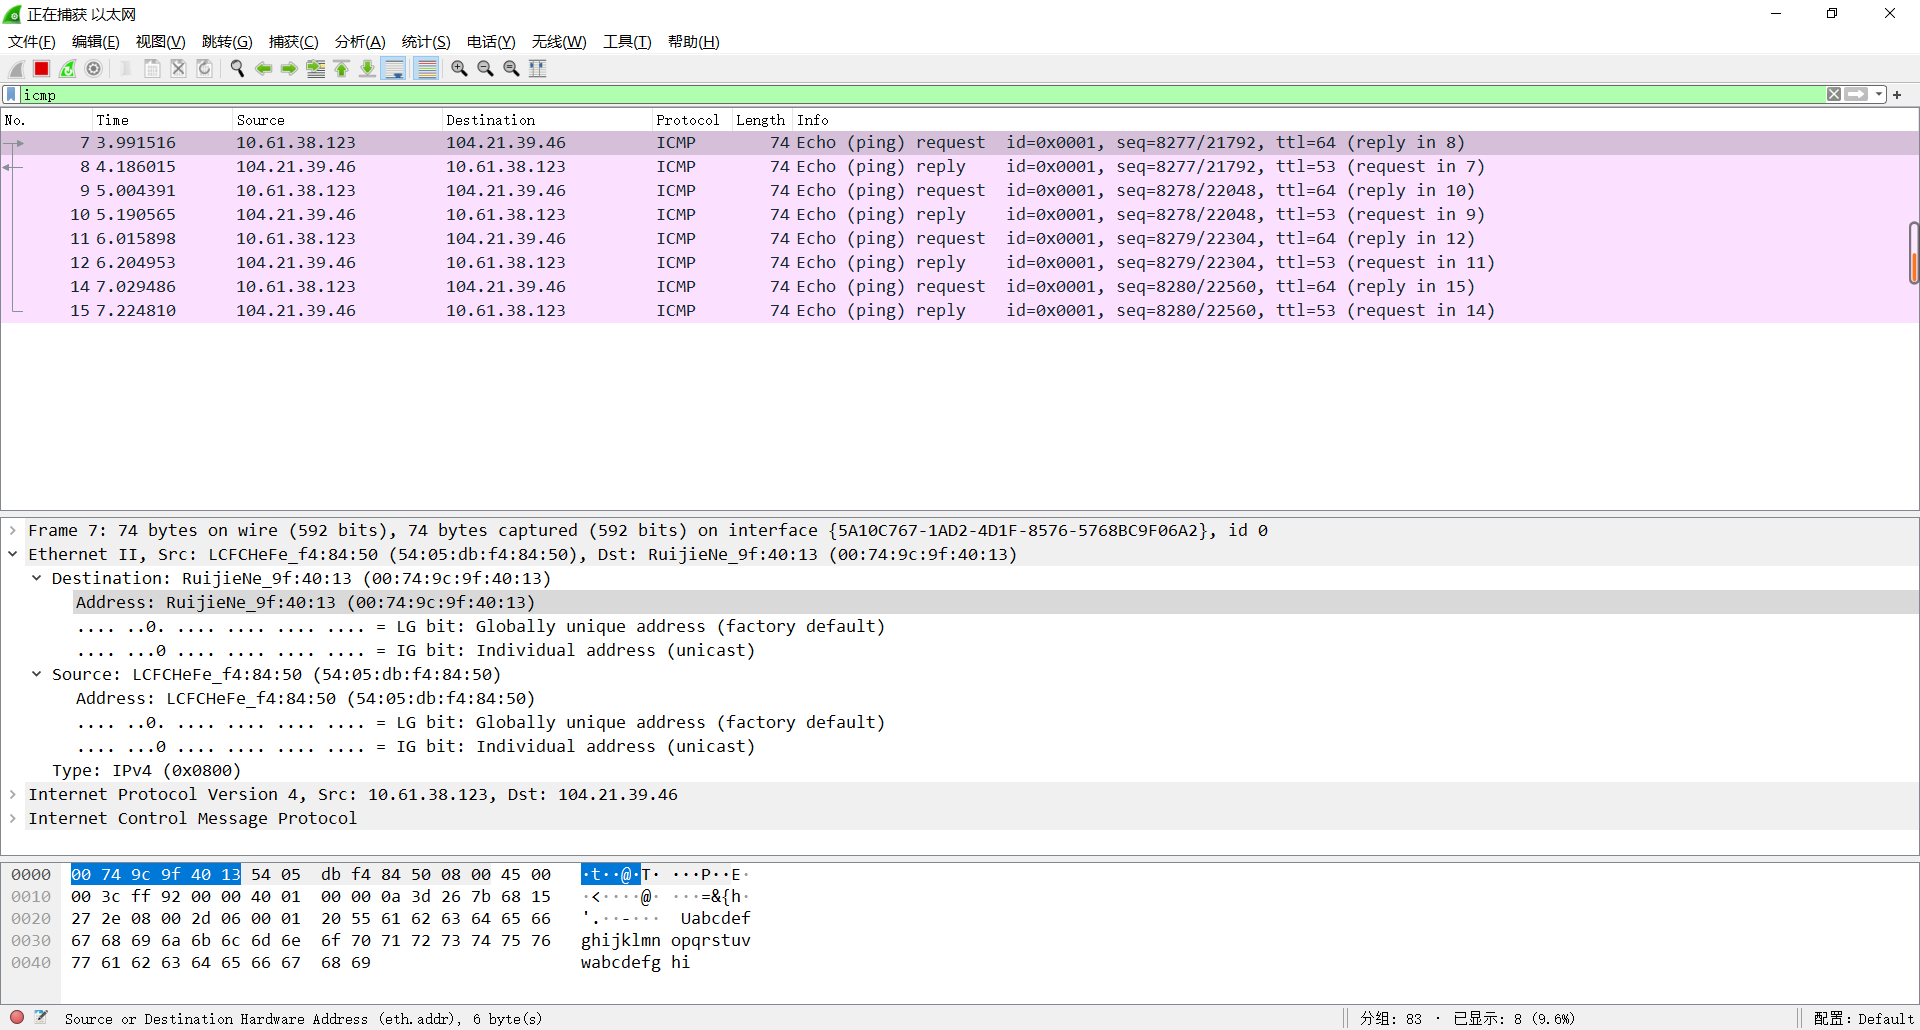 正在捕获 以太网
文件(F) 编辑(E) 视图(V) 跳转(G) 捕获(C) 分析(A) 统计(S) 电话(Y) 无线(W) 工具(T) 帮助(H)
icmp
No. Time Source Destination Protocol Length Info
7 3.991516 10.61.38.123 104.21.39.46 ICMP 74 Echo (ping) request id=0x0001, seq=8277/21792, ttl=64 (reply in 8)
8 4.186015 104.21.39.46 10.61.38.123 ICMP 74 Echo (ping) reply id=0x0001, seq=8277/21792, ttl=53 (request in 7)
9 5.004391 10.61.38.123 104.21.39.46 ICMP 74 Echo (ping) request id=0x0001, seq=8278/22048, ttl=64 (reply in 10)
10 5.190565 104.21.39.46 10.61.38.123 ICMP 74 Echo (ping) reply id=0x0001, seq=8278/22048, ttl=53 (request in 9)
11 6.015898 10.61.38.123 104.21.39.46 ICMP 74 Echo (ping) request id=0x0001, seq=8279/22304, ttl=64 (reply in 12)
12 6.204953 104.21.39.46 10.61.38.123 ICMP 74 Echo (ping) reply id=0x0001, seq=8279/22304, ttl=53 (request in 11)
14 7.029486 10.61.38.123 104.21.39.46 ICMP 74 Echo (ping) request id=0x0001, seq=8280/22560, ttl=64 (reply in 15)
15 7.224810 104.21.39.46 10.61.38.123 ICMP 74 Echo (ping) reply id=0x0001, seq=8280/22560, ttl=53 (request in 14)
Frame 7: 74 bytes on wire (592 bits), 74 bytes captured (592 bits) on interface {5A10C767-1AD2-4D1F-8576-5768BC9F06A2}, id 0
Ethernet II, Src: LCFCHeFe_f4:84:50 (54:05:db:f4:84:50), Dst: RuijieNe_9f:40:13 (00:74:9c:9f:40:13)
Destination: RuijieNe_9f:40:13 (00:74:9c:9f:40:13)
Address: RuijieNe_9f:40:13 (00:74:9c:9f:40:13)
.... ..0. .... .... .... .... = LG bit: Globally unique address (factory default)
.... ...0 .... .... .... .... = IG bit: Individual address (unicast)
Source: LCFCHeFe_f4:84:50 (54:05:db:f4:84:50)
Address: LCFCHeFe_f4:84:50 (54:05:db:f4:84:50)
.... ..0. .... .... .... .... = LG bit: Globally unique address (factory default)
.... ...0 .... .... .... .... = IG bit: Individual address (unicast)
Type: IPv4 (0x0800)
Internet Protocol Version 4, Src: 10.61.38.123, Dst: 104.21.39.46
Internet Control Message Protocol
0000 00 74 9c 9f 40 13 54 05 db f4 84 50 08 00 45 00 ·t··@·T· ···P··E·
0010 00 3c ff 92 00 00 40 01 00 00 0a 3d 26 7b 68 15 ·<····@· ···=&{h·
0020 27 2e 08 00 2d 06 00 01 20 55 61 62 63 64 65 66 '.··-··· Uabcdef
0030 67 68 69 6a 6b 6c 6d 6e 6f 70 71 72 73 74 75 76 ghijklmn opqrstuv
0040 77 61 62 63 64 65 66 67 68 69 wabcdefg hi
Source or Destination Hardware Address (eth.addr), 6 byte(s) 分组: 83 · 已显示: 8 (9.6%) 配置: Default